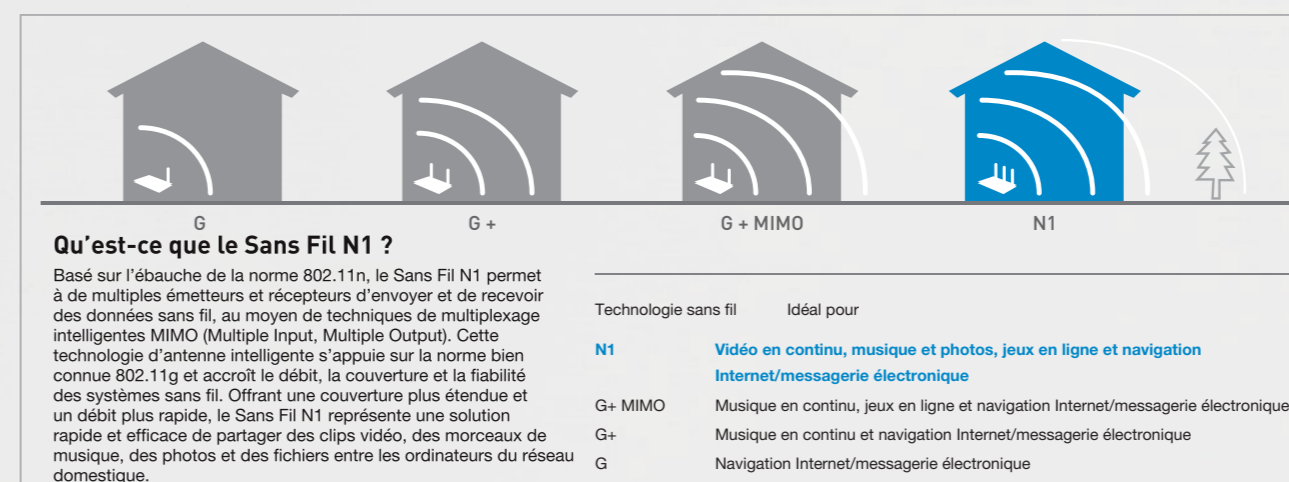 G
G +
G + MIMO
N1
Qu'est-ce que le Sans Fil N1 ?
Basé sur l'ébauche de la norme 802.11n, le Sans Fil N1 permet
à de multiples émetteurs et récepteurs d'envoyer et de recevoir
des données sans fil, au moyen de techniques de multiplexage
intelligentes MIMO (Multiple Input, Multiple Output). Cette
technologie d'antenne intelligente s'appuie sur la norme bien
connue 802.11g et accroît le débit, la couverture et la fiabilité
des systèmes sans fil. Offrant une couverture plus étendue et
un débit plus rapide, le Sans Fil N1 représente une solution
rapide et efficace de partager des clips vidéo, des morceaux de
musique, des photos et des fichiers entre les ordinateurs du réseau
domestique.
Technologie sans fil Idéal pour
N1 Vidéo en continu, musique et photos, jeux en ligne et navigation
Internet/messagerie électronique
G+ MIMO Musique en continu, jeux en ligne et navigation Internet/messagerie électronique
G+ Musique en continu et navigation Internet/messagerie électronique
G Navigation Internet/messagerie électronique